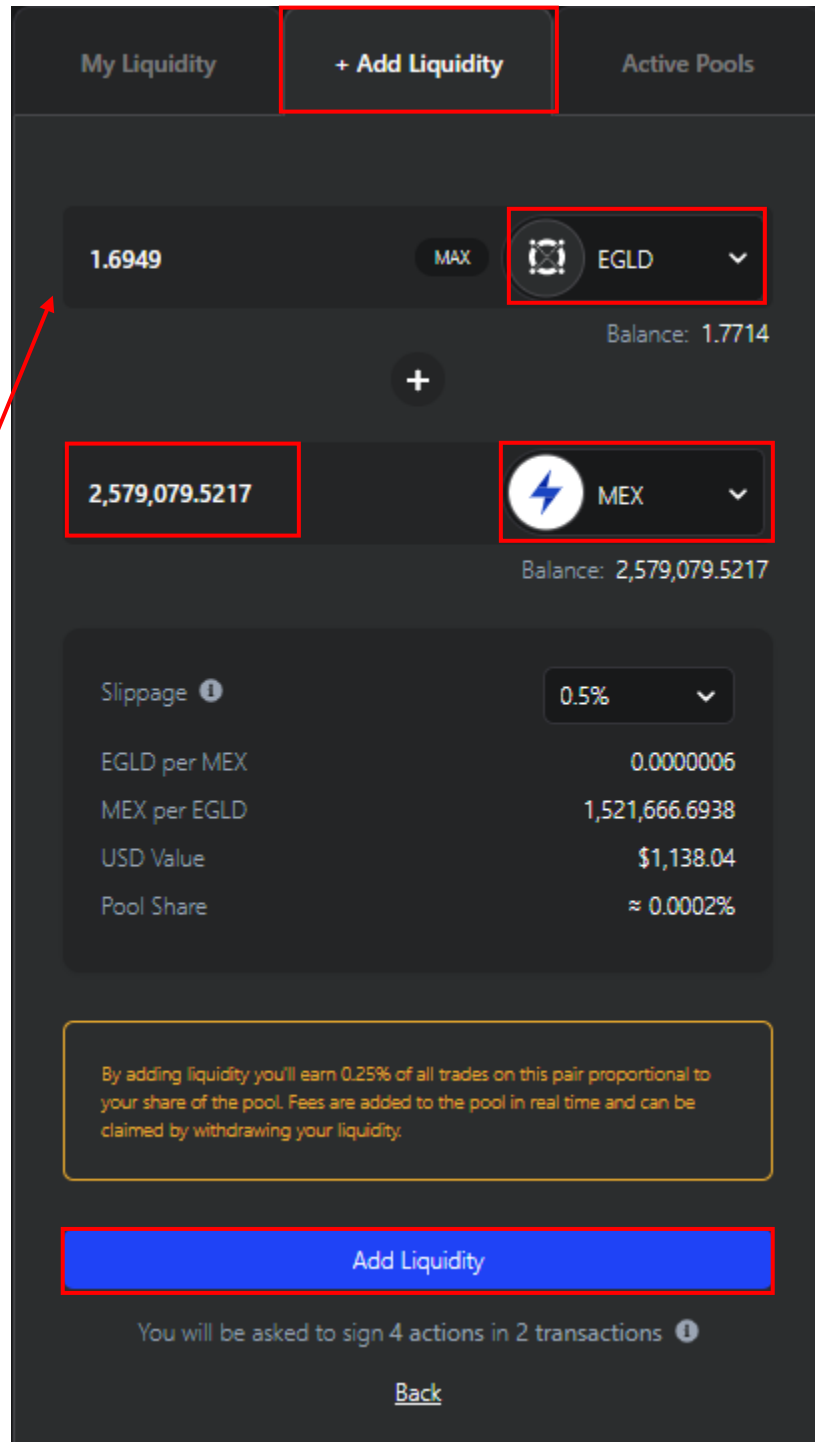 My Liquidity + Add Liquidity Active Pools
1.6949 MAX EGLD
Balance: 1.7714
+
2,579,079.5217 MEX
Balance: 2,579,079.5217
Slippage 0.5%
EGLD per MEX 0.0000006
MEX per EGLD 1,521,666.6938
USD Value $1,138.04
Pool Share ≈ 0.0002%
By adding liquidity you'll earn 0.25% of all trades on this pair proportional to
your share of the pool. Fees are added to the pool in real time and can be
claimed by withdrawing your liquidity.
Add Liquidity
You will be asked to sign 4 actions in 2 transactions
Back